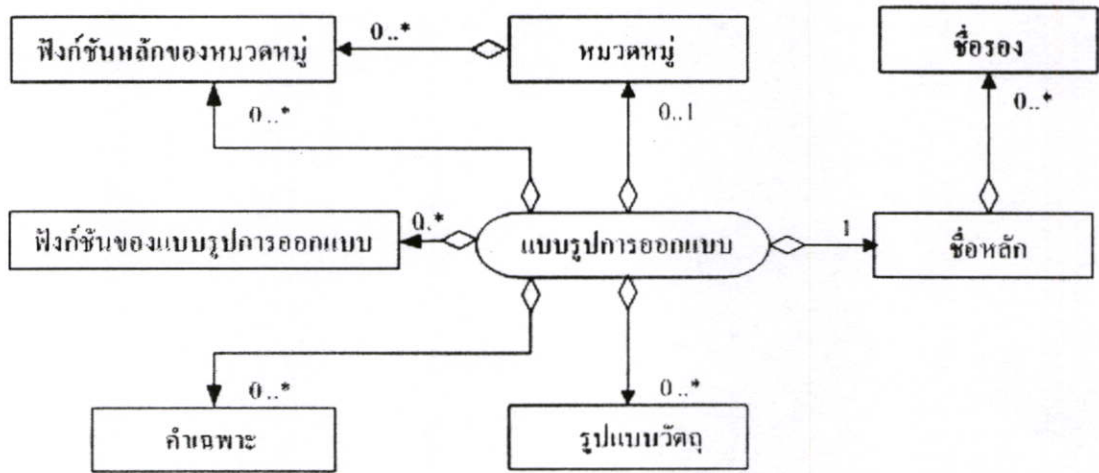 ฟังก์ชันหลักของหมวดหมู่
0..*
หมวดหมู่
ชื่อรอง
0..*
0..1
0..*
ฟังก์ชันของแบบรูปการออกแบบ
0.*
แบบรูปการออกแบบ
1
ชื่อหลัก
0..*
0..*
คำเฉพาะ
รูปแบบวัตถุ